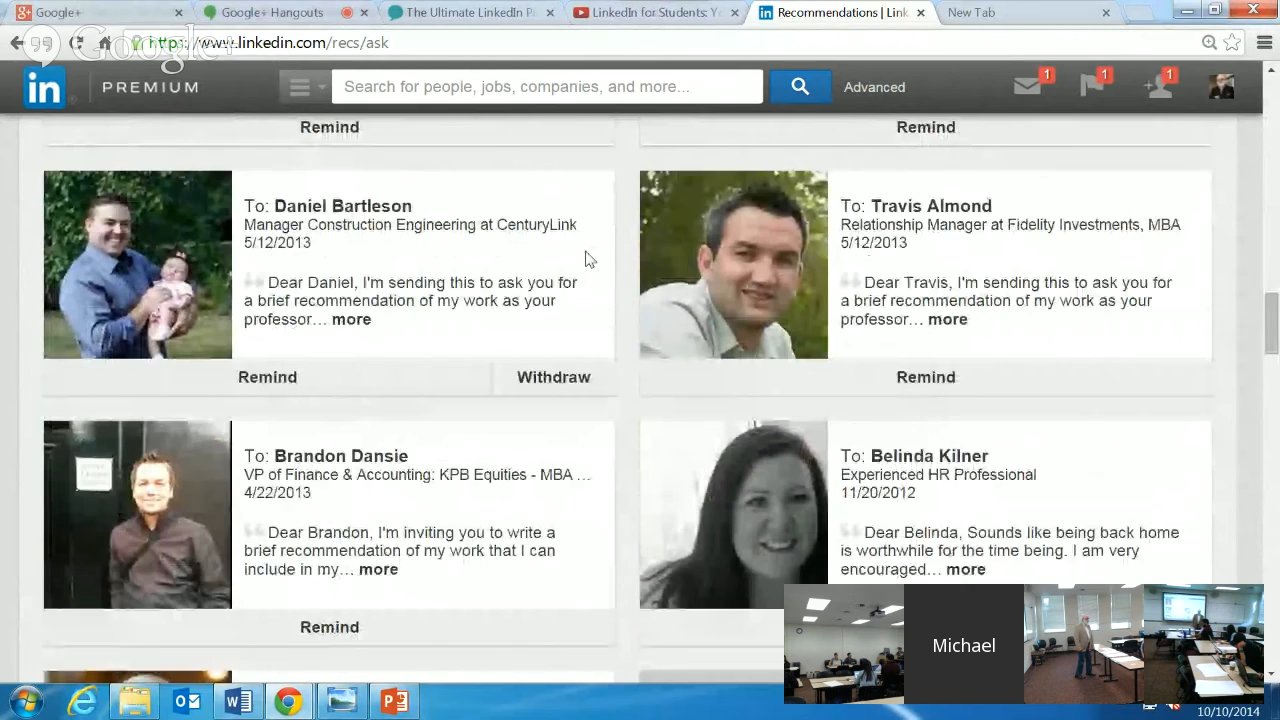 Google+
Google+ Hangouts
The Ultimate LinkedIn P
LinkedIn for Students: Y
Recommendations | Link
New Tab
https://www.linkedin.com/recs/ask
Google+
in
PREMIUM
Search for people, jobs, companies, and more...
Advanced
1
1
1
Remind
Remind
To: Daniel Bartleson
Manager Construction Engineering at CenturyLink
5/12/2013
Dear Daniel, I'm sending this to ask you for
a brief recommendation of my work as your
professor… more
Remind
Withdraw
To: Travis Almond
Relationship Manager at Fidelity Investments, MBA
5/12/2013
Dear Travis, I'm sending this to ask you for
a brief recommendation of my work as your
professor… more
Remind
To: Brandon Dansie
VP of Finance & Accounting: KPB Equities - MBA …
4/22/2013
Dear Brandon, I'm inviting you to write a
brief recommendation of my work that I can
include in my… more
Remind
To: Belinda Kilner
Experienced HR Professional
11/20/2012
Dear Belinda, Sounds like being back home
is worthwhile for the time being. I am very
encouraged… more
Michael
10/10/2014